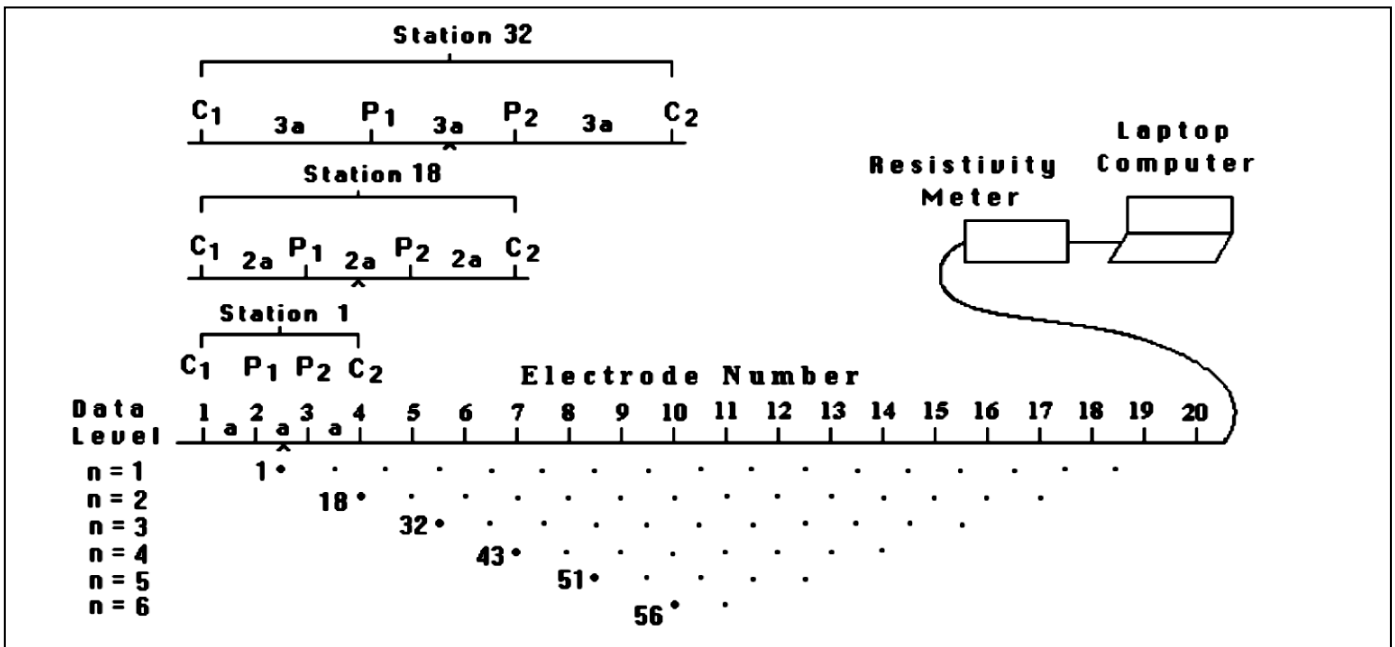 Station 32
C1 P1 P2 C2
3a 3a 3a
Station 18
C1 P1 P2 C2
2a 2a 2a
Station 1
C1 P1 P2 C2
Resistivity
Meter
Laptop
Computer
Electrode Number
Data
Level
1 2 3 4 5 6 7 8 9 10 11 12 13 14 15 16 17 18 19 20
a a a
n = 1 1
n = 2 18
n = 3 32
n = 4 43
n = 5 51
n = 6 56